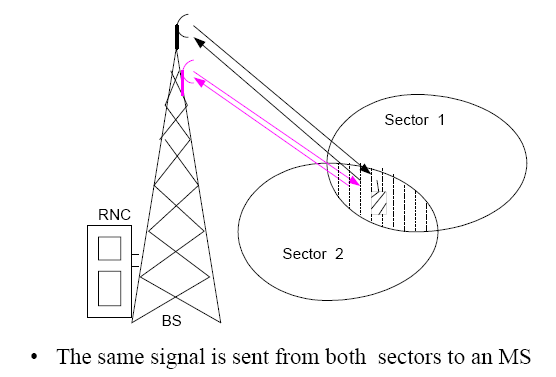 Sector 1
RNC
Sector 2
BS
• The same signal is sent from both sectors to an MS